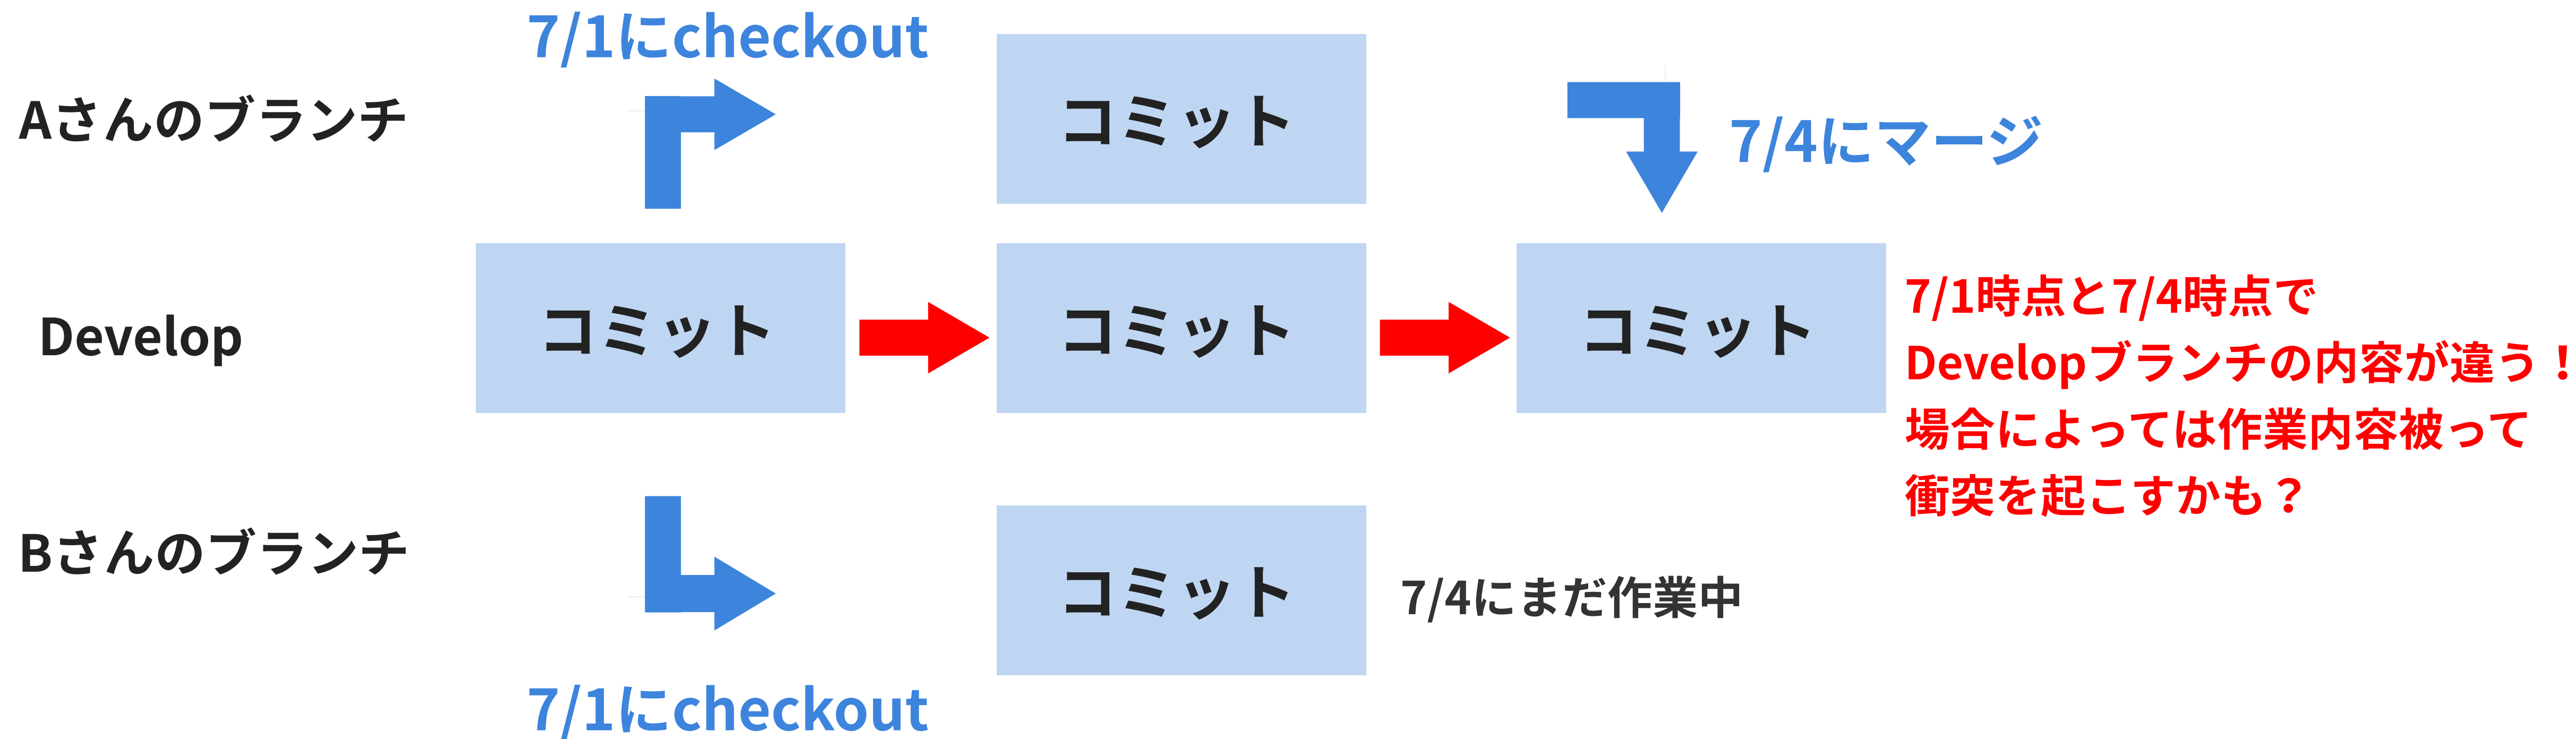 7/1にcheckout
Aさんのブランチ
コミット
7/4にマージ
Develop
コミット
コミット
コミット
7/1時点と7/4時点で
Developブランチの内容が違う！
場合によっては作業内容被って
衝突を起こすかも？
Bさんのブランチ
コミット
7/4にまだ作業中
7/1にcheckout